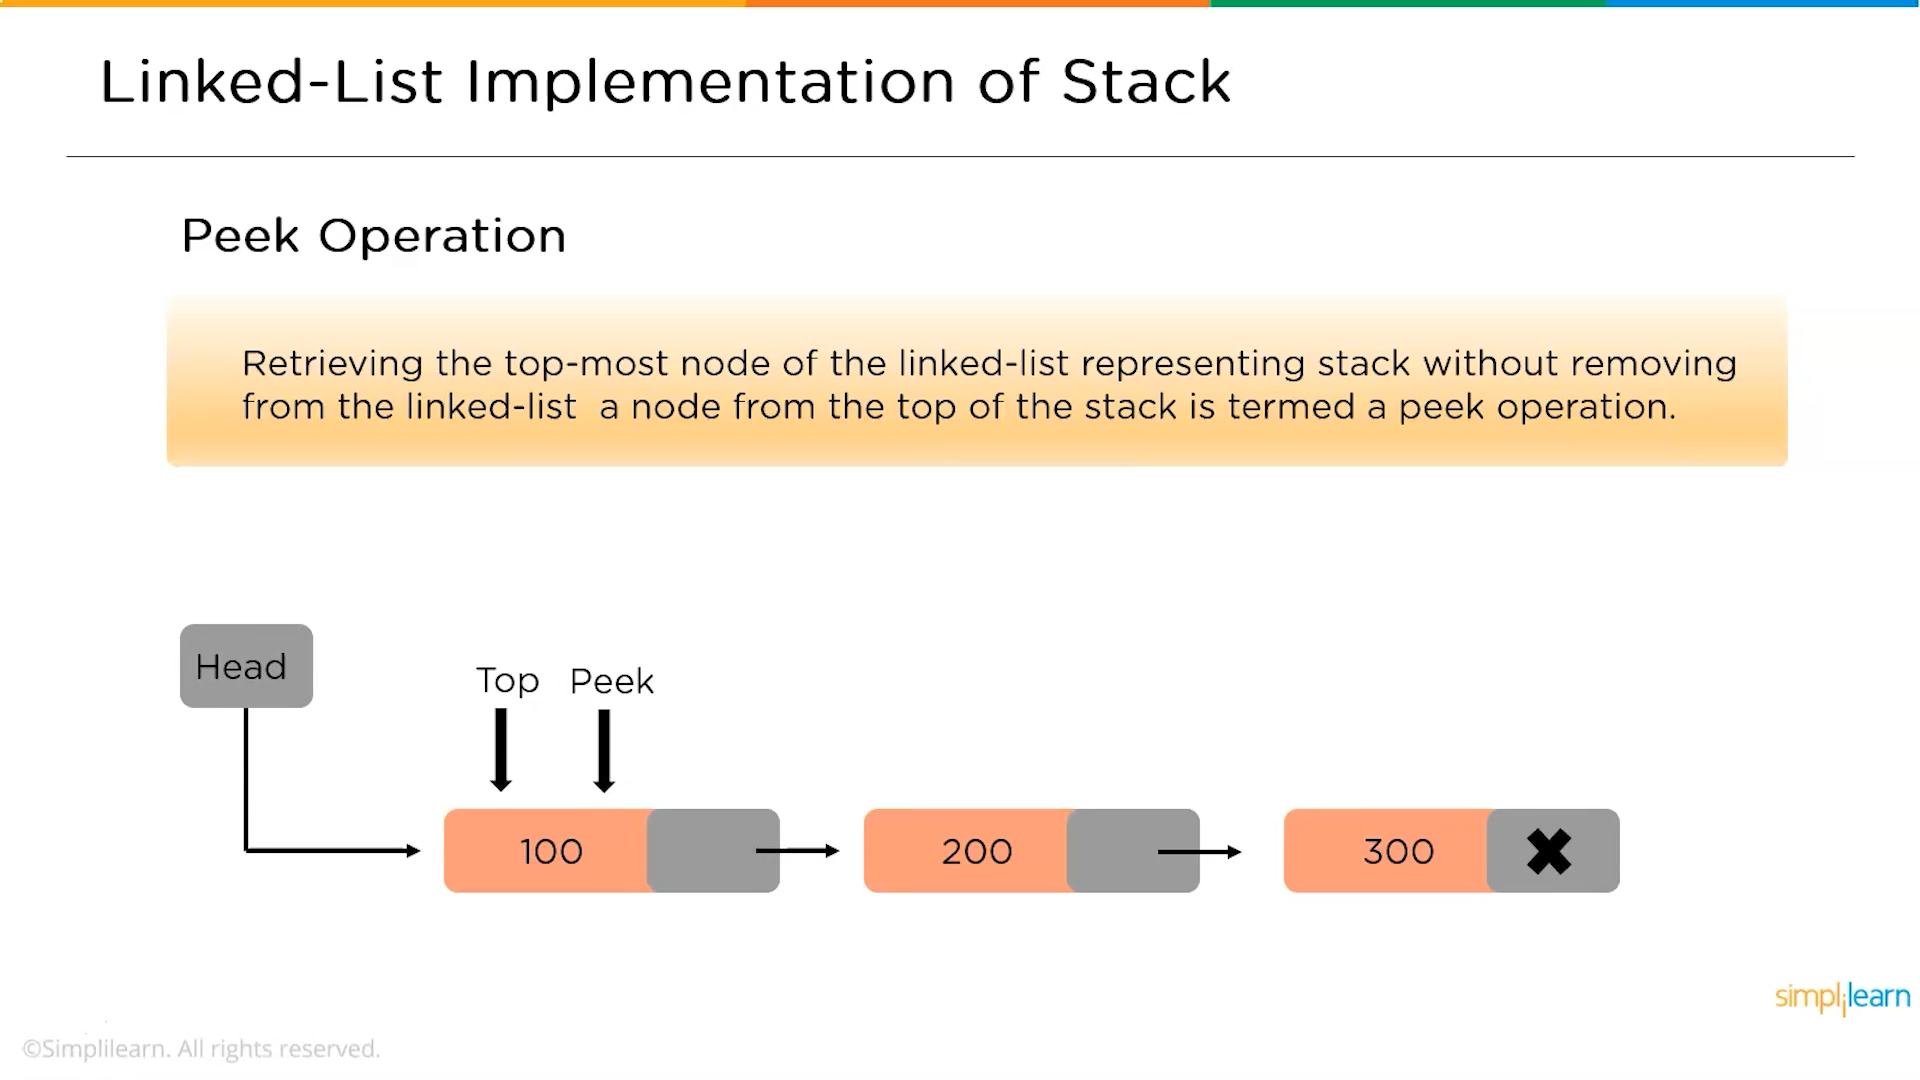 Linked-List Implementation of Stack
Peek Operation
Retrieving the top-most node of the linked-list representing stack without removing
from the linked-list  a node from the top of the stack is termed a peek operation.
Head
Top Peek
100 200 300
simplilearn
©Simplilearn. All rights reserved.